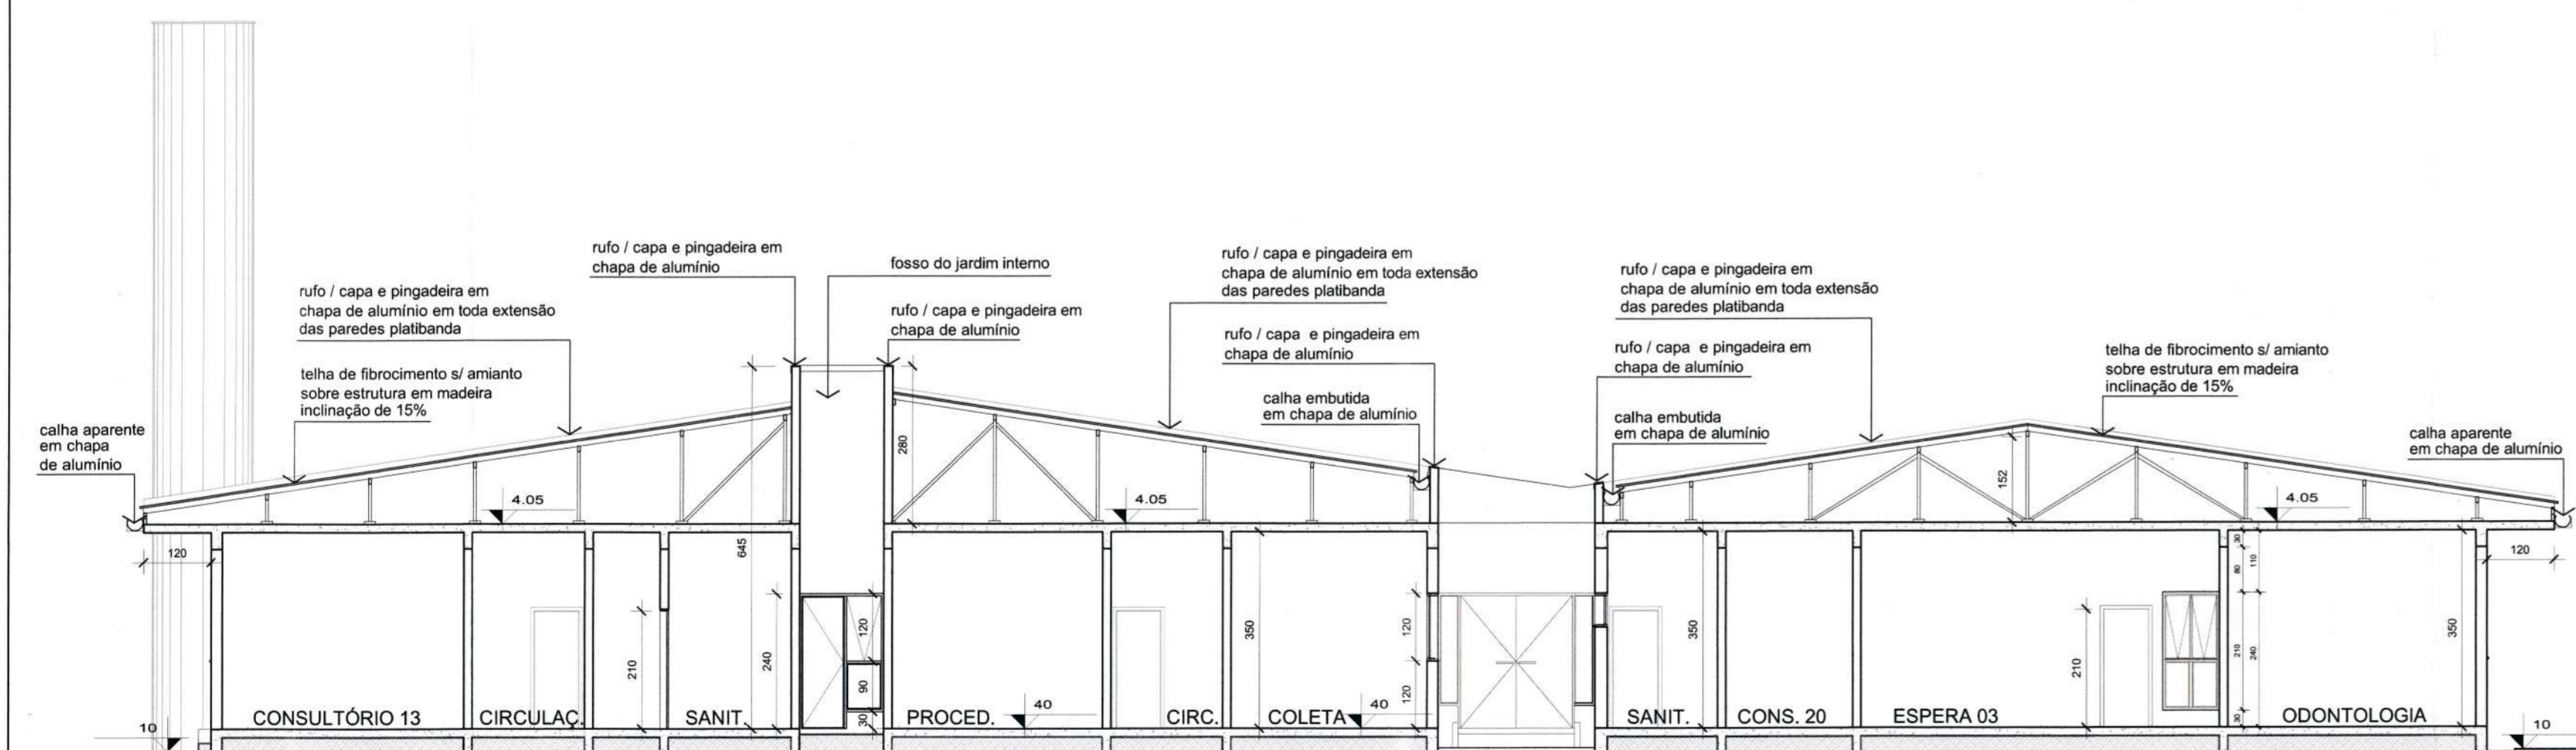 rufo / capa e pingadeira em
chapa de alumínio
fosso do jardim interno
rufo / capa e pingadeira em
chapa de alumínio em toda extensão
das paredes platibanda
rufo / capa e pingadeira em
chapa de alumínio em toda extensão
das paredes platibanda
rufo / capa e pingadeira em
chapa de alumínio em toda extensão
das paredes platibanda
rufo / capa e pingadeira em
chapa de alumínio
rufo / capa e pingadeira em
chapa de alumínio
rufo / capa e pingadeira em
chapa de alumínio
telha de fibrocimento s/ amianto
sobre estrutura em madeira
inclinação de 15%
telha de fibrocimento s/ amianto
sobre estrutura em madeira
inclinação de 15%
calha aparente
em chapa
de alumínio
calha embutida
em chapa de alumínio
calha embutida
em chapa de alumínio
calha aparente
em chapa de alumínio
280
152
4.05
4.05
4.05
120
645
30
80
110
120
210
240
120
90
30
350
120
120
350
210
210
240
30
350
40
40
10
10
CONSULTÓRIO 13
CIRCULAÇ.
SANIT.
PROCED.
CIRC.
COLETA
SANIT.
CONS. 20
ESPERA 03
ODONTOLOGIA